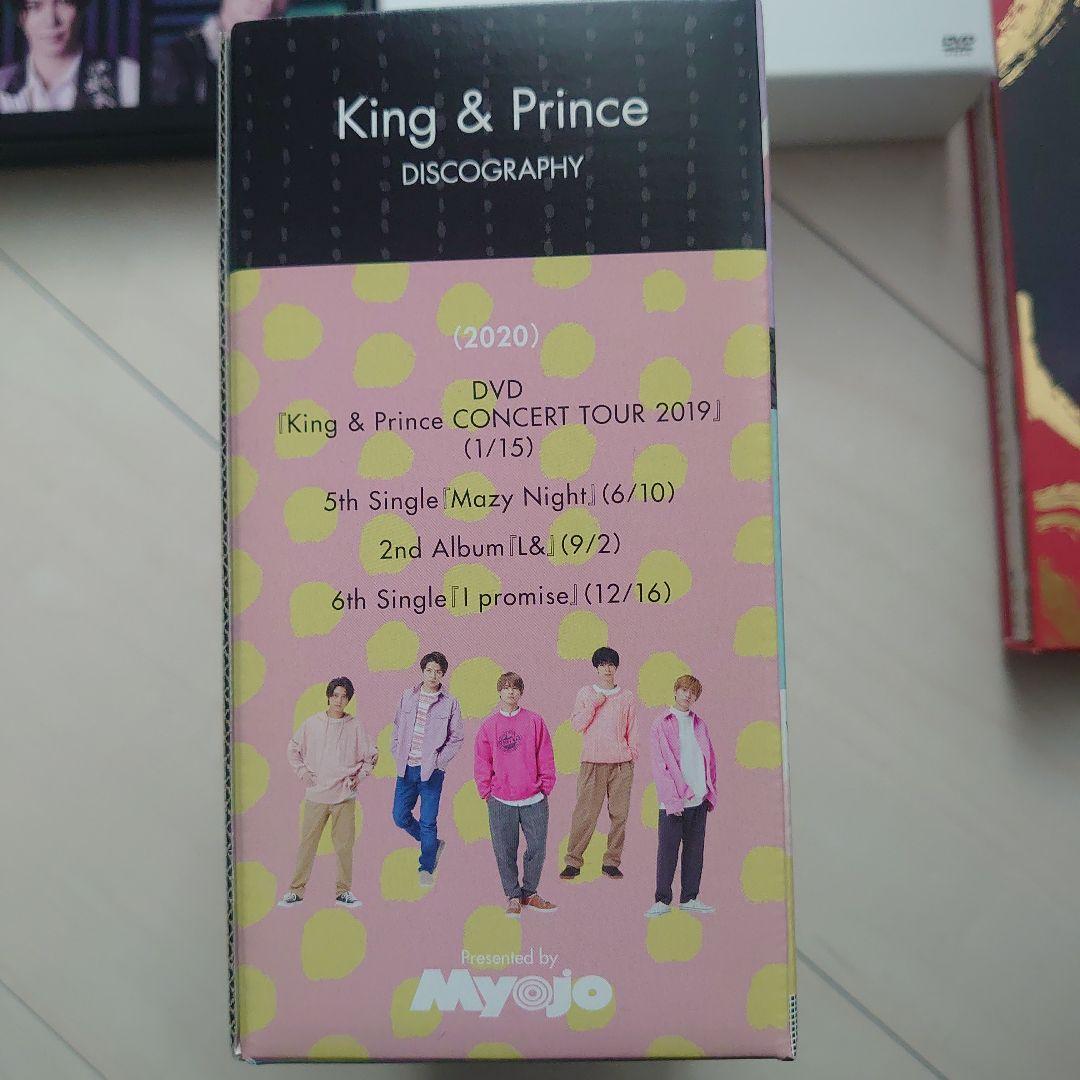 DVD
King & Prince
DISCOGRAPHY
(2020)
DVD
『King & Prince CONCERT TOUR 2019』
(1/15)
5th Single『Mazy Night』(6/10)
2nd Album『L&』(9/2)
6th Single『I promise』(12/16)
Presented by
Myojo